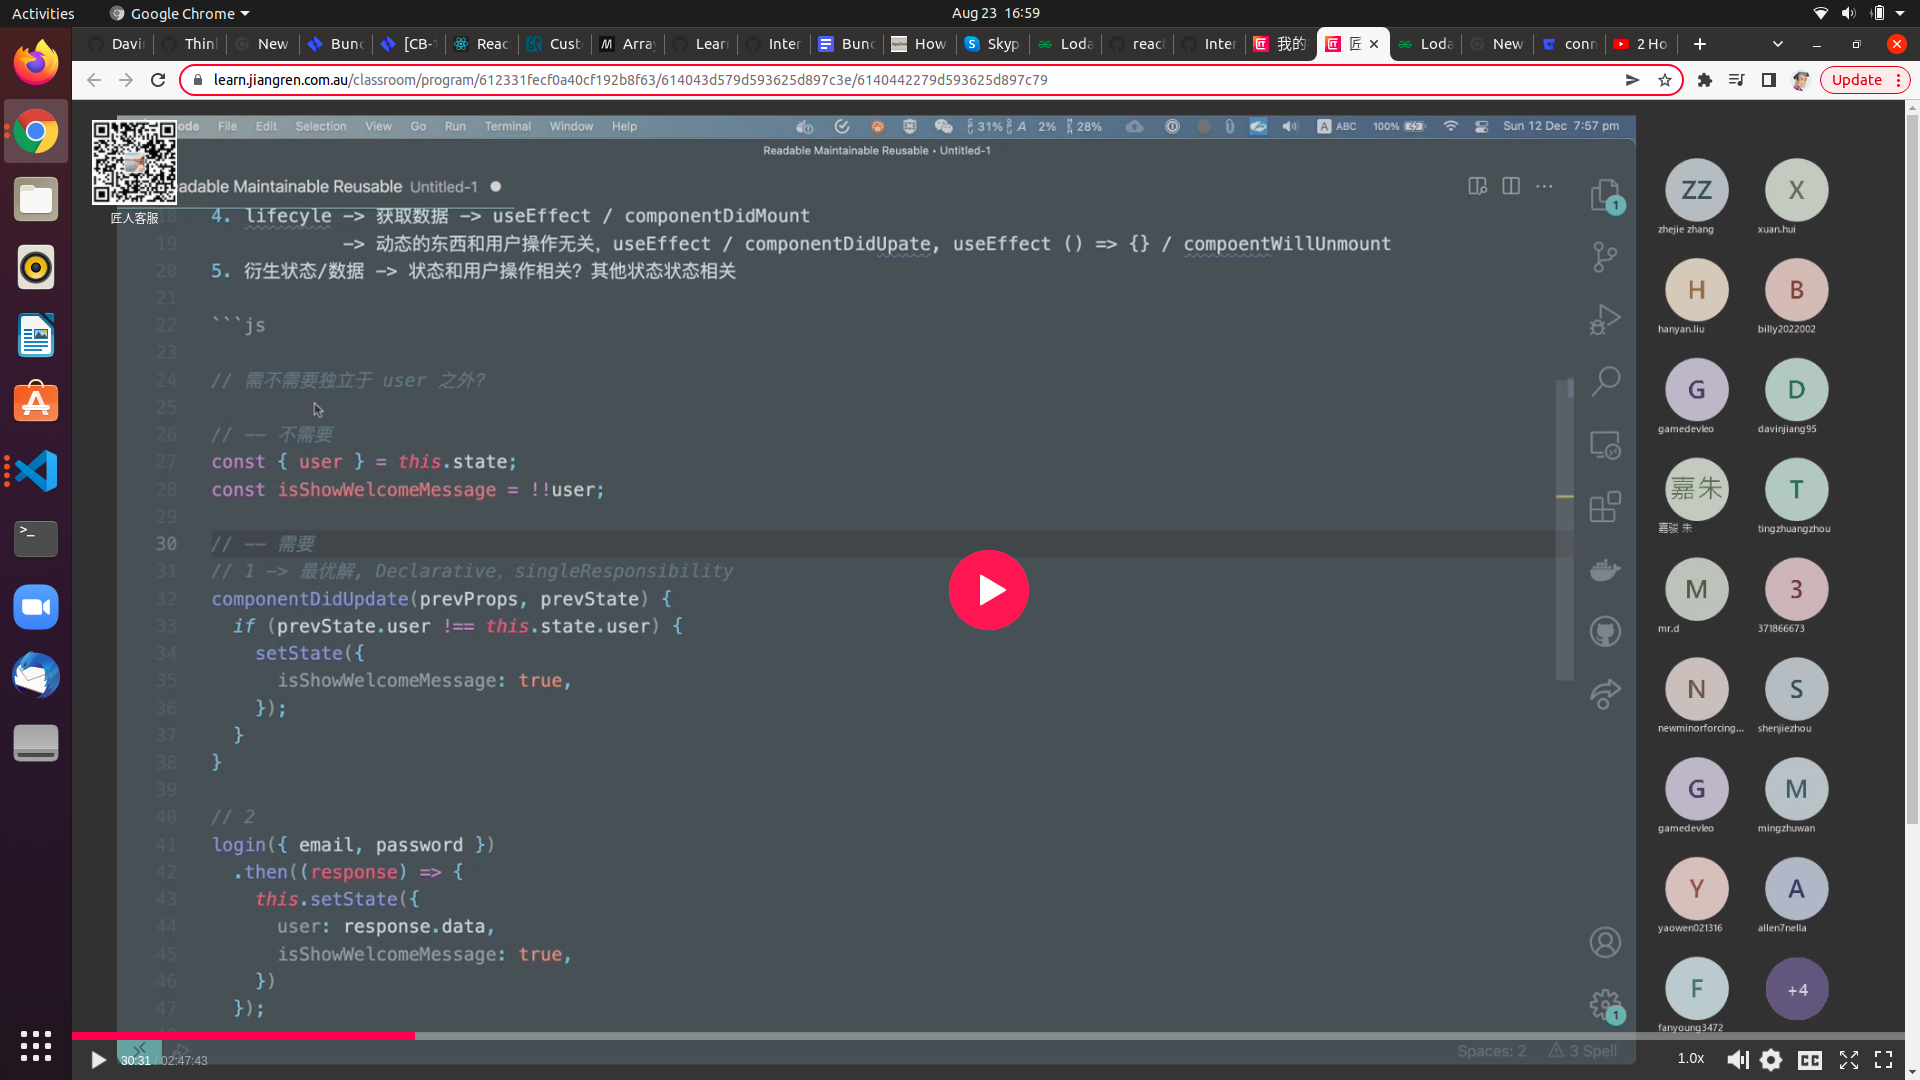 Activities
Google Chrome
Aug 23 16:59
Davi
Thin
New
Bun
[CB-
Reac
Cust
Arra
Lear
Inter
Bun
How
Skyp
Loda
reac
Inter
我的
匠
Loda
New
conn
2 Ho
learn.jiangren.com.au/classroom/program/612331fecf0a40cf192b8f63/614043d579d593625d897c3e/6140442279d593625d897c79
Update
ode File Edit Selection View Go Run Terminal Window Help
31% 2% 28% A ABC 100% Sun 12 Dec 7:57 pm
Readable Maintainable Reusable • Untitled-1
adable Maintainable Reusable Untitled-1
匠人客服
18 4. lifecyle -> 获取数据 -> useEffect / componentDidMount
19 -> 动态的东西和用户操作无关, useEffect / componentDidUpate, useEffect () => {} / compoentWillUnmount
20 5. 衍生状态/数据 -> 状态和用户操作相关? 其他状态状态相关
21
22 ```js
23
24 // 需不需要独立于 user 之外?
25
26 // -- 不需要
27 const { user } = this.state;
28 const isShowWelcomeMessage = !!user;
29
30 // -- 需要
31 // 1 -> 最优解, Declarative, singleResponsibility
32 componentDidUpdate(prevProps, prevState) {
33 if (prevState.user !== this.state.user) {
34 setState({
35 isShowWelcomeMessage: true,
36 });
37 }
38 }
39
40 // 2
41 login({ email, password })
42 .then((response) => {
43 this.setState({
44 user: response.data,
45 isShowWelcomeMessage: true,
46 })
47 });
Spaces: 2 3 Spell
1
1
ZZ
zhejie zhang
X
xuan.hui
H
hanyan.liu
B
billy2022002
G
gamedevleo
D
davinjiang95
嘉朱
嘉骏 朱
T
tingzhuangzhou
M
mr.d
3
371866673
N
newminorforcing...
S
shenjiezhou
G
gamedevleo
M
mingzhuwan
Y
yaowen021316
A
allen7nella
F
fanyoung3472
+4
30:31 / 02:47:43
1.0x
CC